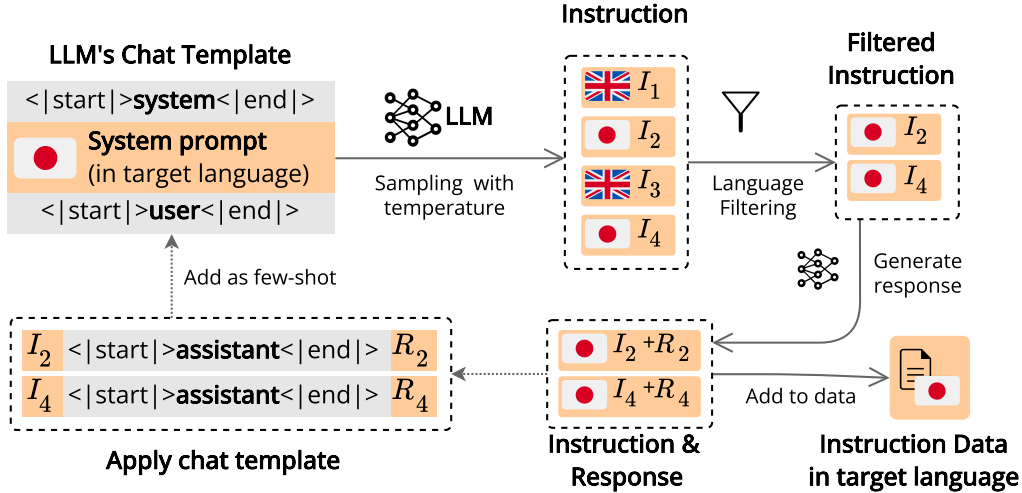 LLM's Chat Template
<|start|>system<|end|>
System prompt
(in target language)
<|start|>user<|end|>
LLM
Sampling with
temperature
Instruction
I1
I2
I3
I4
Language
Filtering
Filtered
Instruction
I2
I4
Generate
response
Add as few-shot
I2 <|start|>assistant<|end|> R2
I4 <|start|>assistant<|end|> R4
Apply chat template
I2 +R2
I4 +R4
Instruction &
Response
Add to data
Instruction Data
in target language